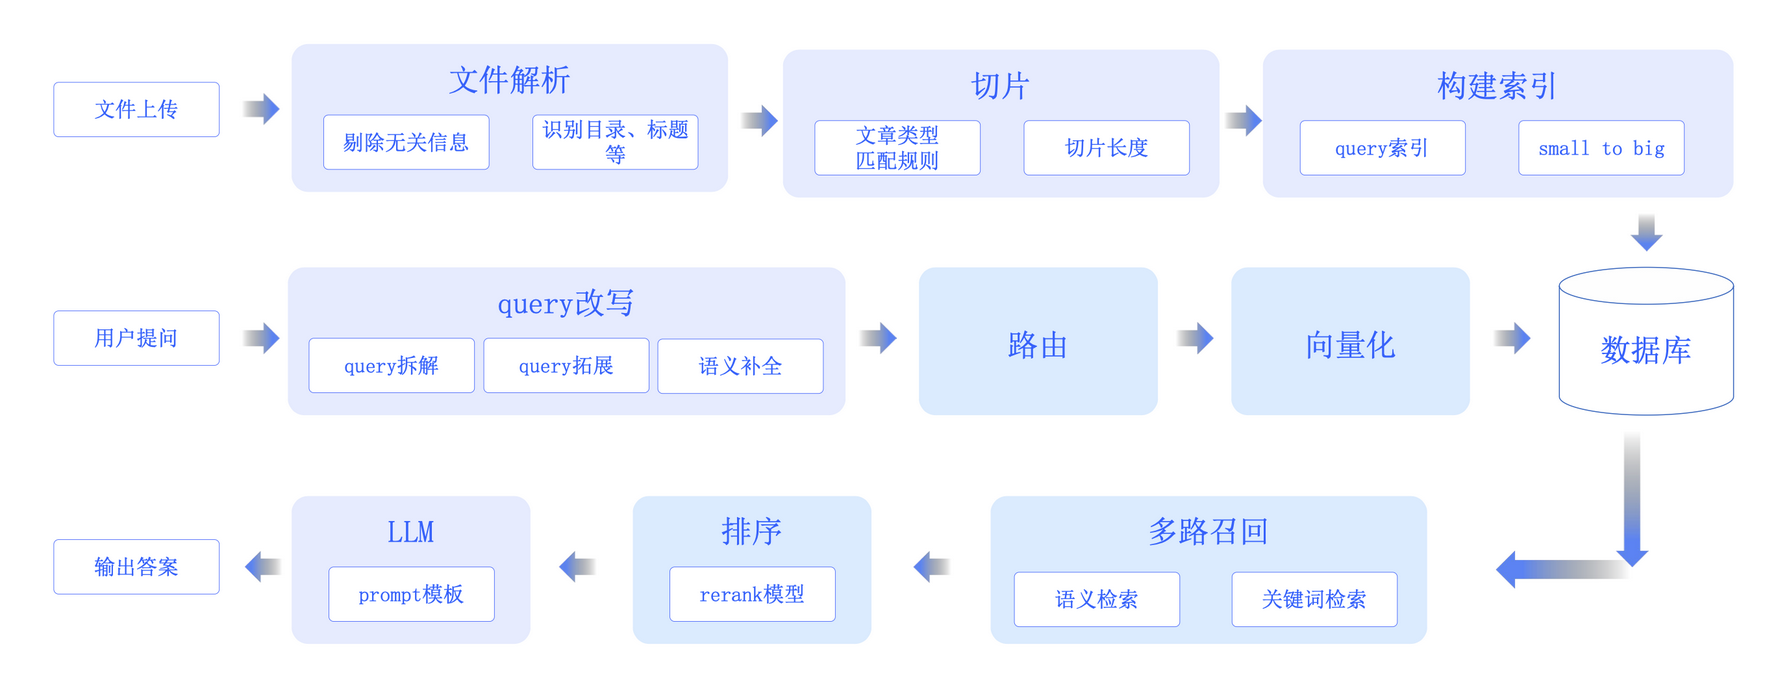 文件上传
文件解析
剔除无关信息
识别目录、标题
等
切片
文章类型
匹配规则
切片长度
构建索引
query索引
small to big
用户提问
query改写
query拆解
query拓展
语义补全
路由
向量化
数据库
输出答案
LLM
prompt模板
排序
rerank模型
多路召回
语义检索
关键词检索